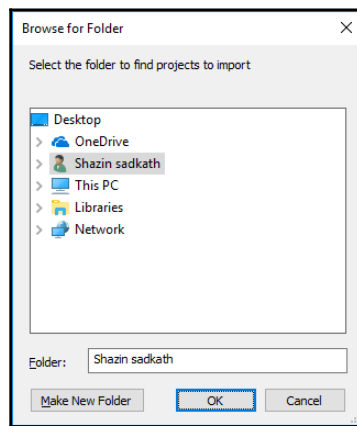 Browse for Folder
Select the folder to find projects to import
Desktop
OneDrive
Shazin sadkath
This PC
Libraries
Network
Folder: Shazin sadkath
Make New Folder OK Cancel